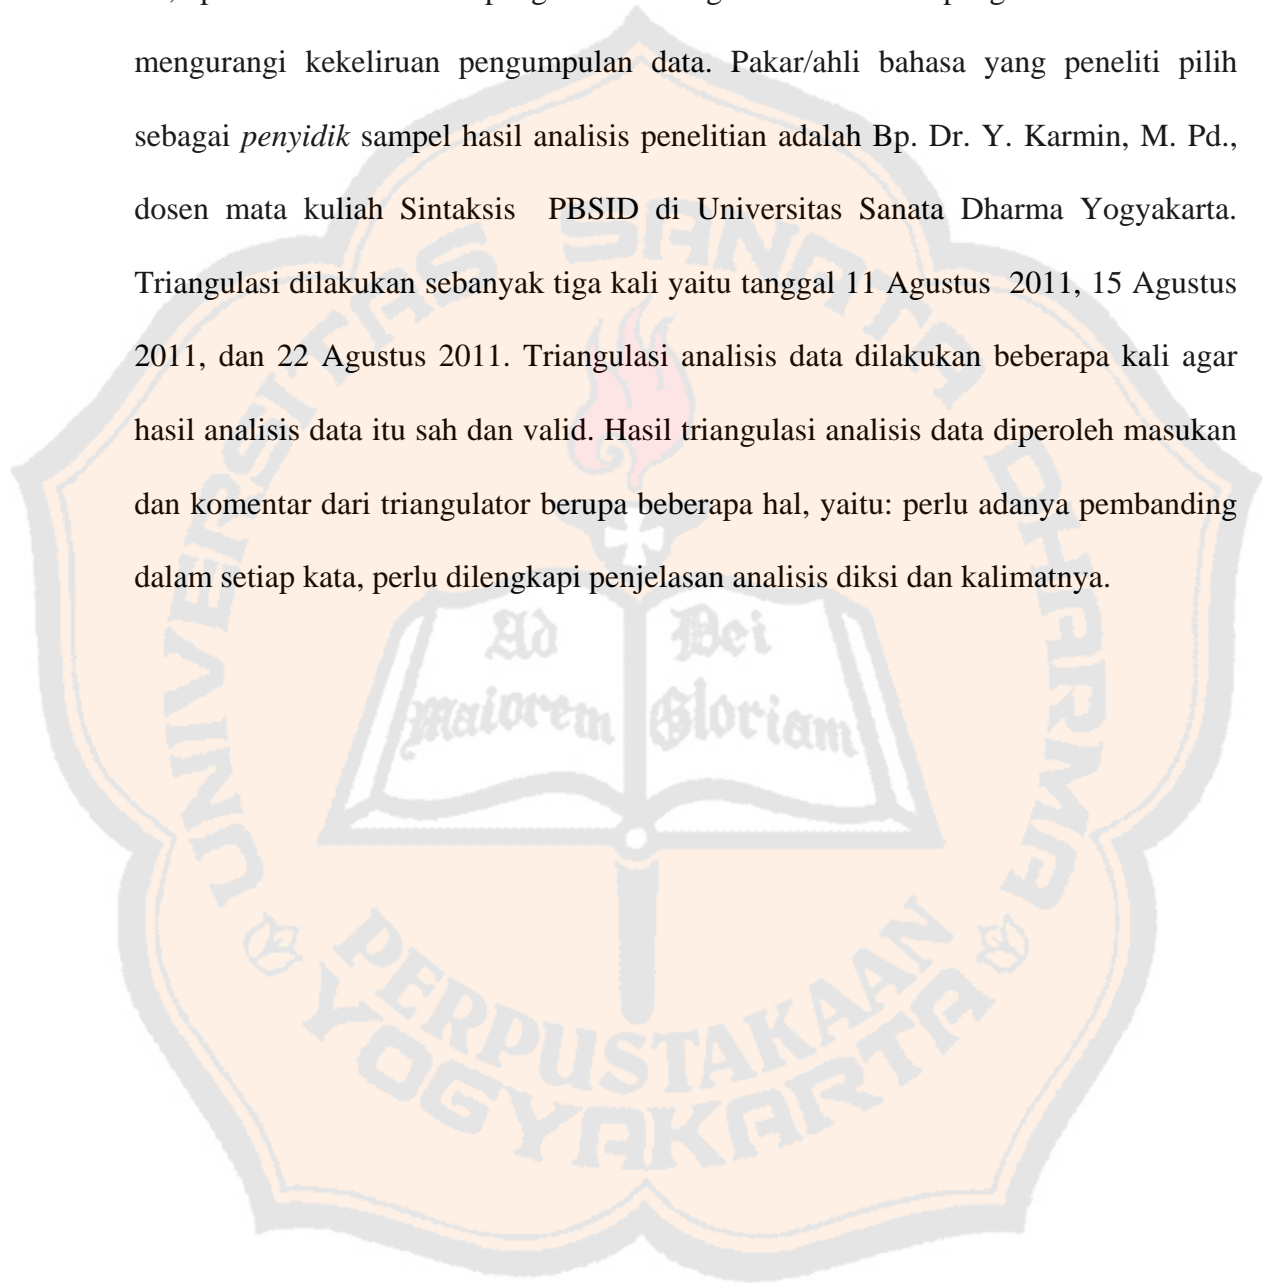 mengurangi kekeliruan pengumpulan data. Pakar/ahli bahasa yang peneliti pilih
sebagai penyidik sampel hasil analisis penelitian adalah Bp. Dr. Y. Karmin, M. Pd.,
dosen mata kuliah Sintaksis PBSID di Universitas Sanata Dharma Yogyakarta.
Triangulasi dilakukan sebanyak tiga kali yaitu tanggal 11 Agustus 2011, 15 Agustus
2011, dan 22 Agustus 2011. Triangulasi analisis data dilakukan beberapa kali agar
hasil analisis data itu sah dan valid. Hasil triangulasi analisis data diperoleh masukan
dan komentar dari triangulator berupa beberapa hal, yaitu: perlu adanya pembanding
dalam setiap kata, perlu dilengkapi penjelasan analisis diksi dan kalimatnya.
UNIVERSITAS SANATA DHARMA
Ad Dei
maiorem Gloriam
PERPUSTAKAAN
YOGYAKARTA